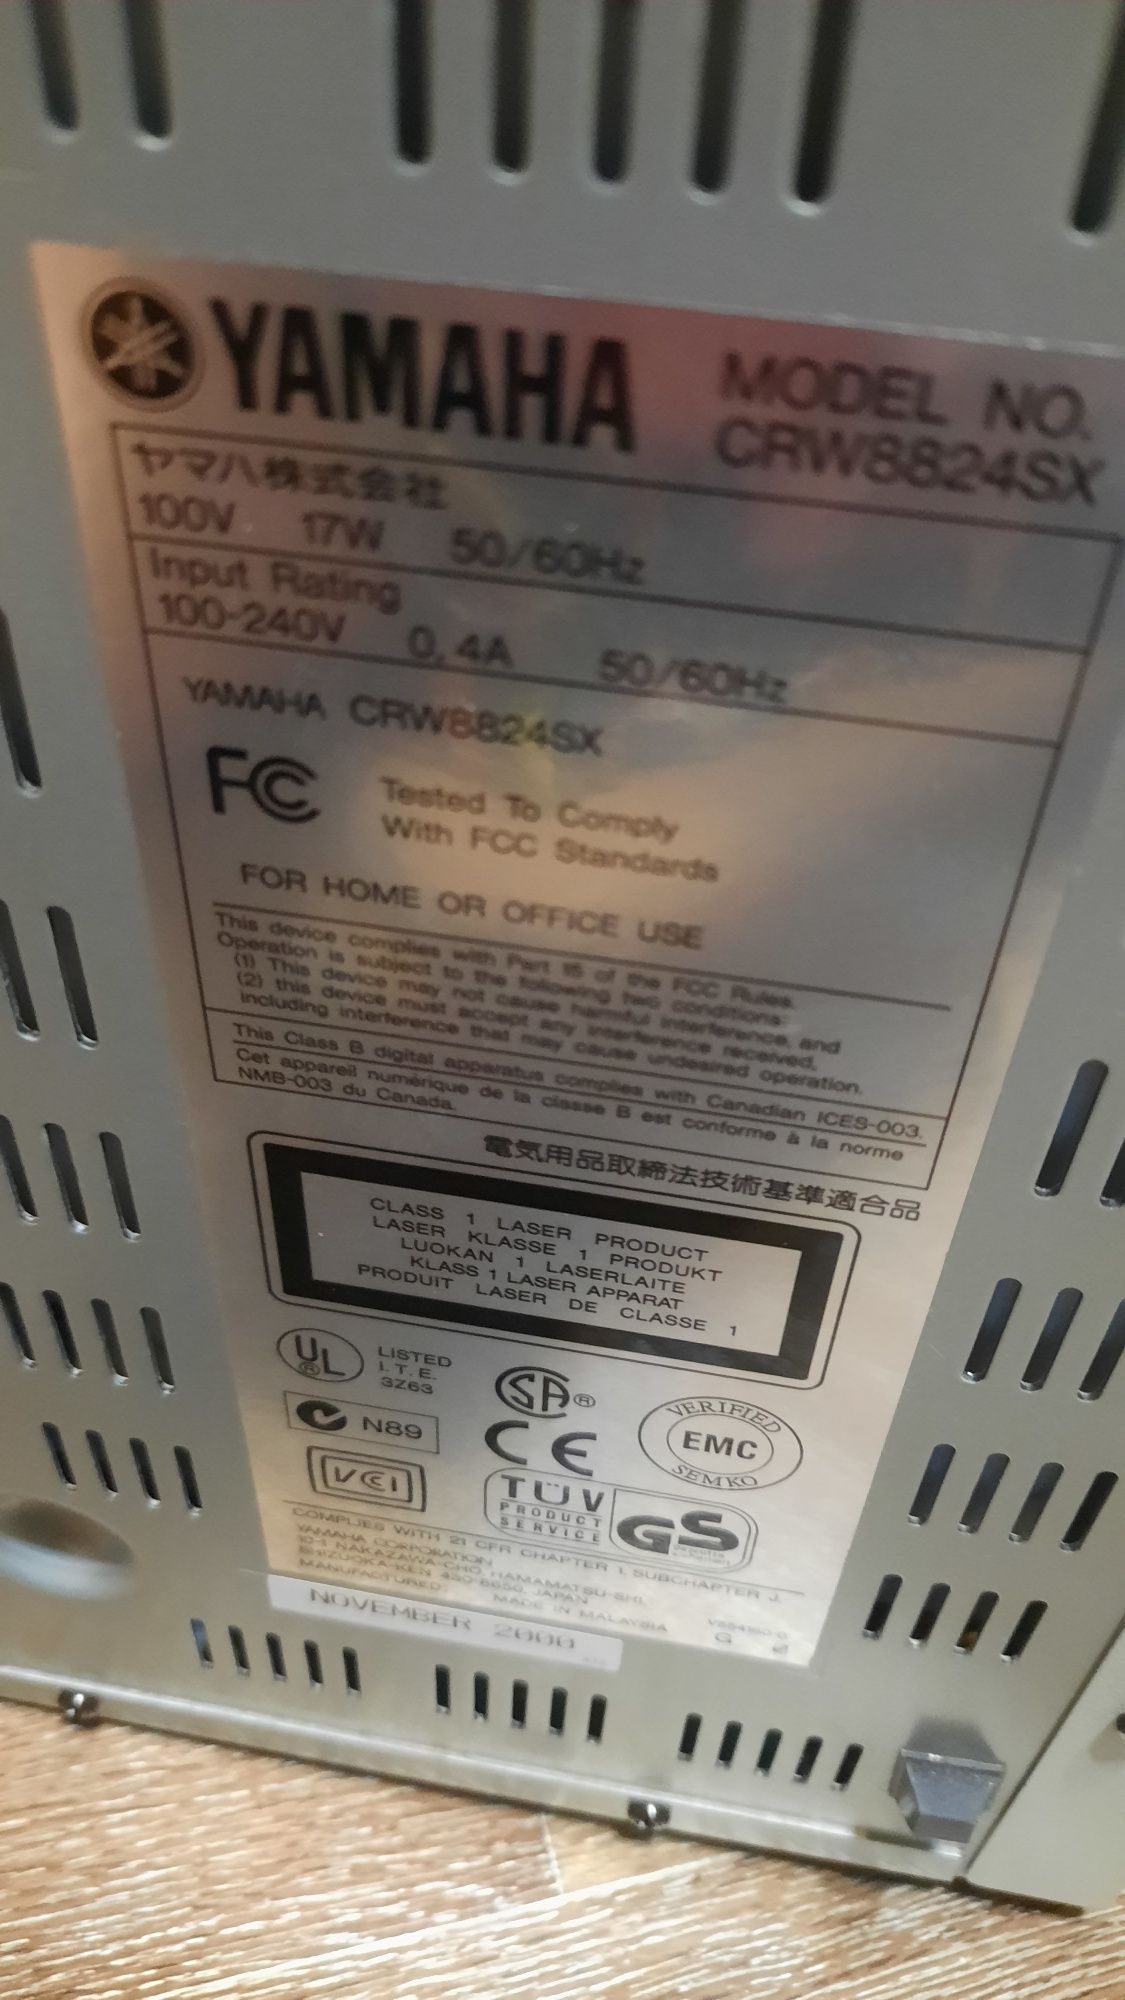 YAMAHA
MODEL NO.
CRW8824SX
ヤマハ株式会社
100V 17W 50/60Hz
Input Rating
100-240V 0.4A 50/60Hz
YAMAHA CRW8824SX
FC Tested To Comply
With FCC Standards
FOR HOME OR OFFICE USE
This device complies with Part 15 of the FCC Rules.
Operation is subject to the following two conditions:
(1) This device may not cause harmful interference, and
(2) this device must accept any interference received,
including interference that may cause undesired operation.
This Class B digital apparatus complies with Canadian ICES-003.
Cet appareil numérique de la classe B est conforme à la norme
NMB-003 du Canada.
電気用品取締法技術基準適合品
CLASS 1 LASER PRODUCT
LASER KLASSE 1 PRODUKT
LUOKAN 1 LASERLAITE
KLASS 1 LASER APPARAT
PRODUIT LASER DE CLASSE 1
UL ®
LISTED
I.T.E.
3Z63
SA ®
VERIFIED
EMC
SEMKO
N89
CE
VCI
TÜV
PRODUCT
SERVICE
GS
COMPLIES WITH 21 CFR CHAPTER 1, SUBCHAPTER J.
YAMAHA CORPORATION
10-1 NAKAZAWA-CHO, HAMAMATSU-SHI,
SHIZUOKA-KEN 430-8650, JAPAN
MANUFACTURED: MADE IN MALAYSIA
G
NOVEMBER 2000